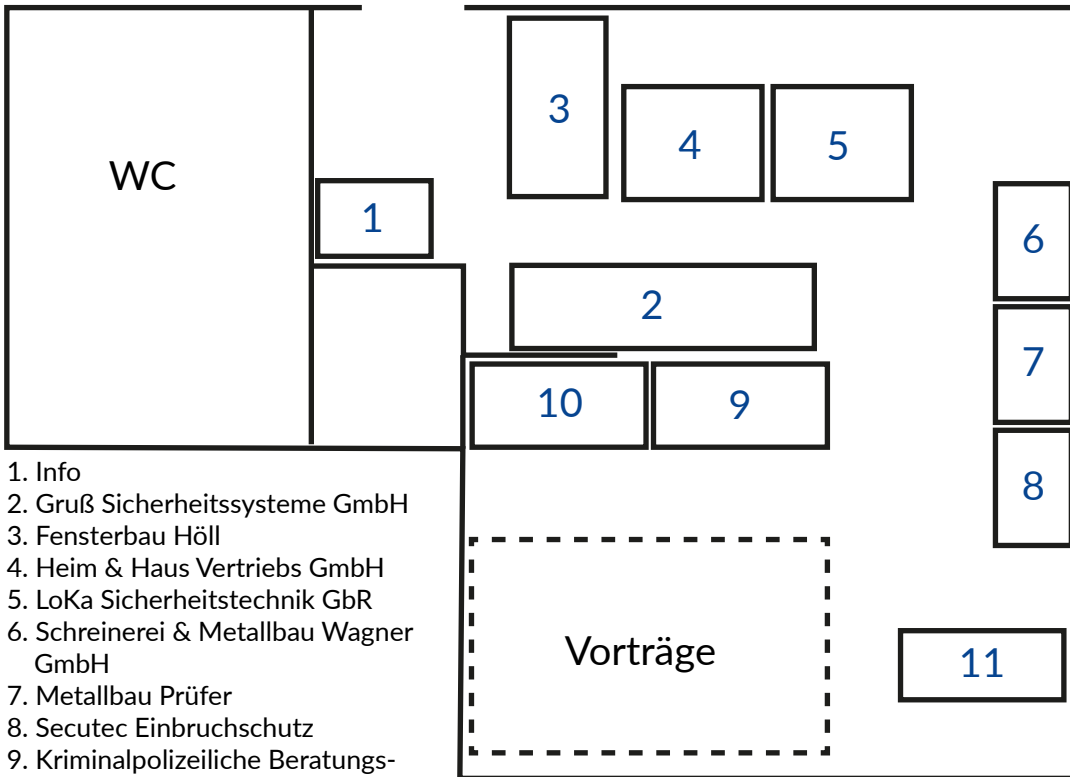 WC
3
4
5
1
6
2
7
10
9
8
Vorträge
11
1. Info
2. Gruß Sicherheitssysteme GmbH
3. Fensterbau Höll
4. Heim & Haus Vertriebs GmbH
5. LoKa Sicherheitstechnik GbR
6. Schreinerei & Metallbau Wagner
GmbH
7. Metallbau Prüfer
8. Secutec Einbruchschutz
9. Kriminalpolizeiliche Beratungs-